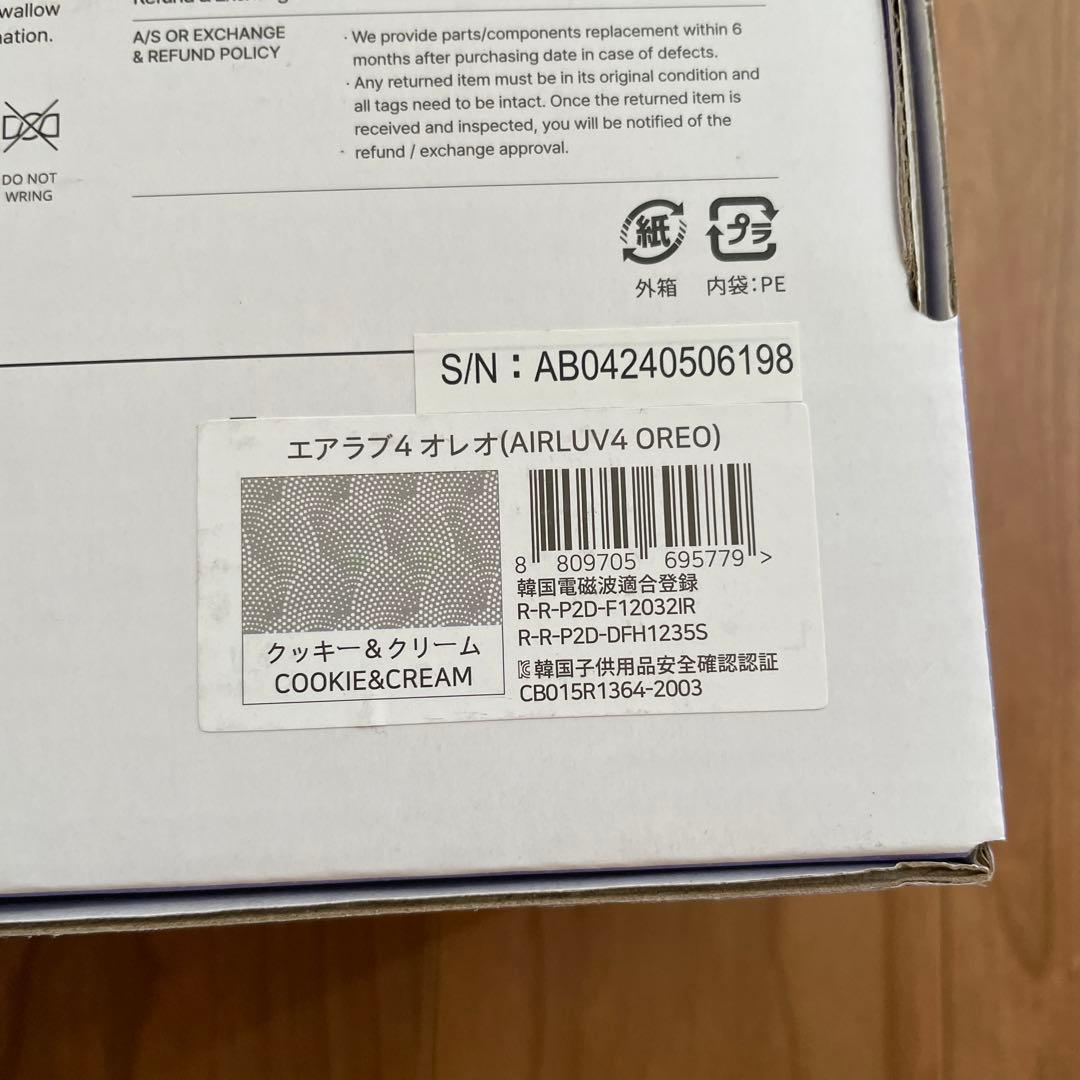 wallow
ation.
A/S OR EXCHANGE
& REFUND POLICY
· We provide parts/components replacement within 6
months after purchasing date in case of defects.
· Any returned item must be in its original condition and
all tags need to be intact. Once the returned item is
received and inspected, you will be notified of the
· refund / exchange approval.
DO NOT
WRING
紙
プラ
外箱
内袋:PE
S/N : AB04240506198
エアラブ4 オレオ(AIRLUV4 OREO)
8 809705 695779 >
クッキー&クリーム
COOKIE&CREAM
韓国電磁波適合登録
R-R-P2D-F12032IR
R-R-P2D-DFH1235S
韓国子供用品安全確認認証
CB015R1364-2003